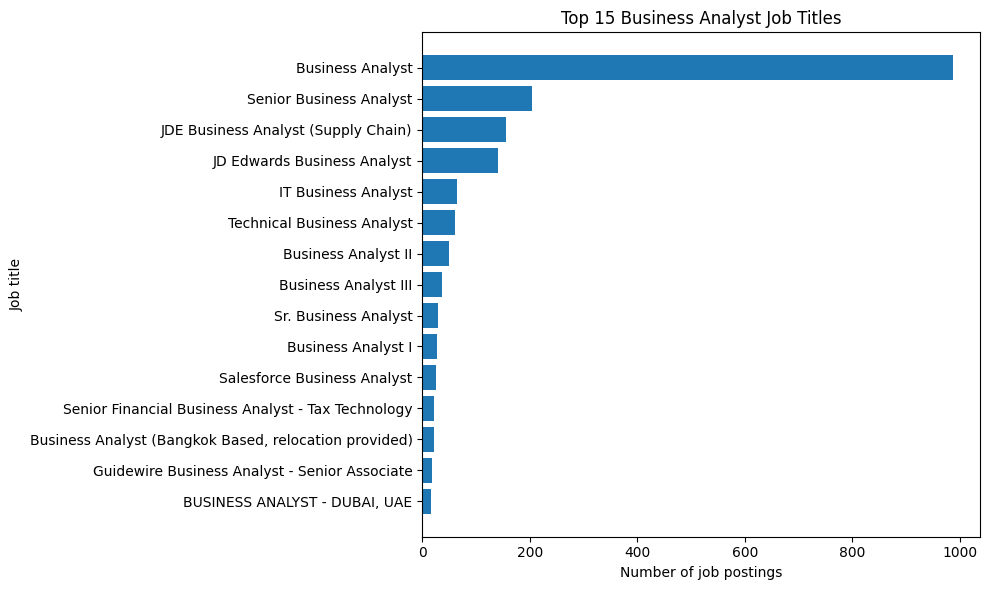 Top 15 Business Analyst Job Titles
Business Analyst
Senior Business Analyst
JDE Business Analyst (Supply Chain)
JD Edwards Business Analyst
IT Business Analyst
Technical Business Analyst
Business Analyst II
Business Analyst III
Sr. Business Analyst
Business Analyst I
Salesforce Business Analyst
Senior Financial Business Analyst - Tax Technology
Business Analyst (Bangkok Based, relocation provided)
Guidewire Business Analyst - Senior Associate
BUSINESS ANALYST - DUBAI, UAE
Job title
0 200 400 600 800 1000
Number of job postings